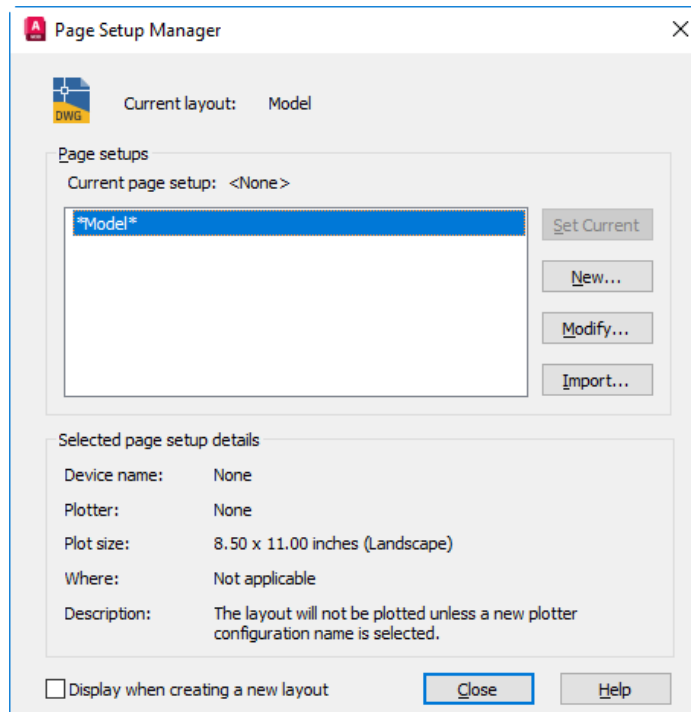 Page Setup Manager
DWG
Current layout: Model
Page setups
Current page setup: <None>
*Model*
Set Current
New...
Modify...
Import...
Selected page setup details
Device name: None
Plotter: None
Plot size: 8.50 x 11.00 inches (Landscape)
Where: Not applicable
Description: The layout will not be plotted unless a new plotter
configuration name is selected.
Display when creating a new layout
Close
Help